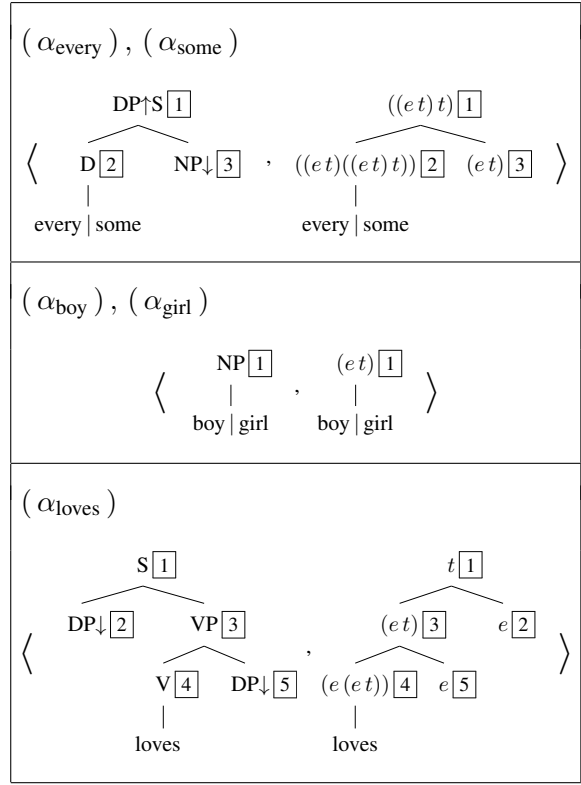 ( α_every ) , ( α_some )
DP↑S 1 ((e t) t) 1
⟨ D 2 NP↓ 3 , ((e t)((e t) t)) 2 (e t) 3 ⟩
every | some every | some
( α_boy ) , ( α_girl )
NP 1 (e t) 1
⟨ , ⟩
boy | girl boy | girl
( α_loves )
S 1 t 1
DP↓ 2 VP 3 (e t) 3 e 2
⟨ , ⟩
V 4 DP↓ 5 (e (e t)) 4 e 5
loves loves